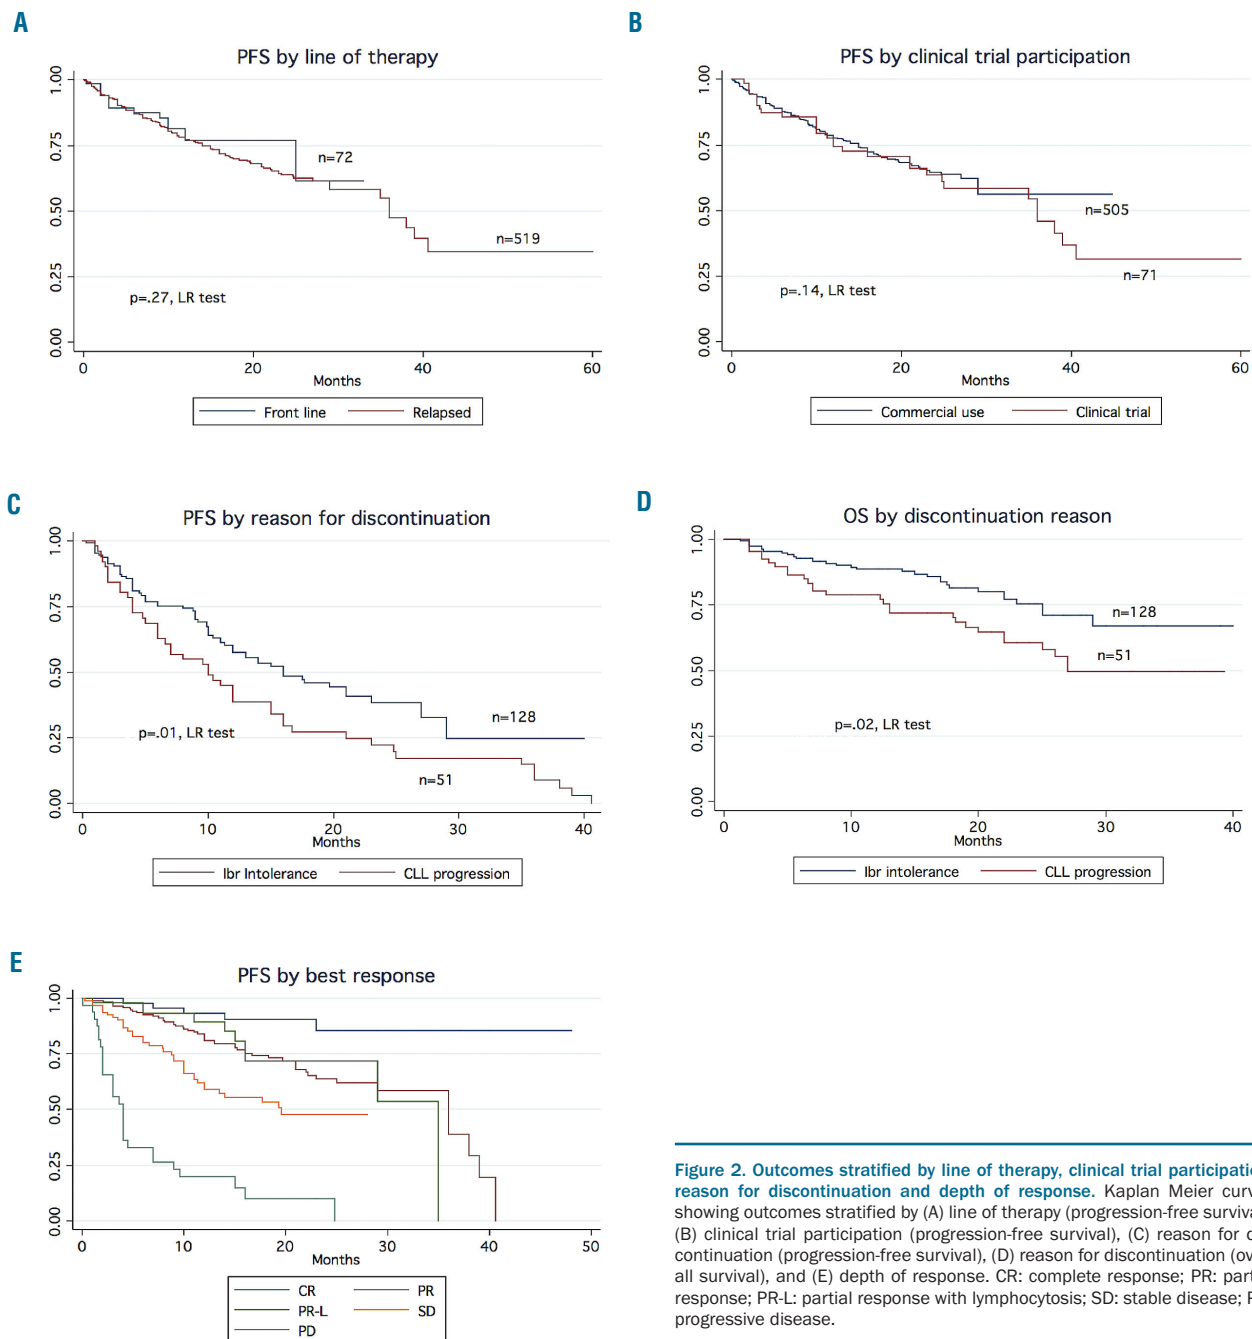 A
PFS by line of therapy
1.00
0.75
0.50
0.25
0.00
n=72
n=519
p=.27, LR test
0 20 40 60
Months
Front line Relapsed
B
PFS by clinical trial participation
1.00
0.75
0.50
0.25
0.00
n=505
n=71
p=.14, LR test
0 20 40 60
Months
Commercial use Clinical trial
C
PFS by reason for discontinuation
1.00
0.75
0.50
0.25
0.00
n=128
p=.01, LR test
n=51
0 10 20 30 40
Months
Ibr Intolerance CLL progression
D
OS by discontinuation reason
1.00
0.75
0.50
0.25
0.00
n=128
n=51
p=.02, LR test
0 10 20 30 40
Months
Ibr intolerance CLL progression
E
PFS by best response
1.00
0.75
0.50
0.25
0.00
0 10 20 30 40 50
CR PR
PR-L SD
PD
Figure 2. Outcomes stratified by line of therapy, clinical trial participatio
reason for discontinuation and depth of response. Kaplan Meier curv
showing outcomes stratified by (A) line of therapy (progression-free surviva
(B) clinical trial participation (progression-free survival), (C) reason for d
continuation (progression-free survival), (D) reason for discontinuation (ov
all survival), and (E) depth of response. CR: complete response; PR: part
response; PR-L: partial response with lymphocytosis; SD: stable disease; P
progressive disease.